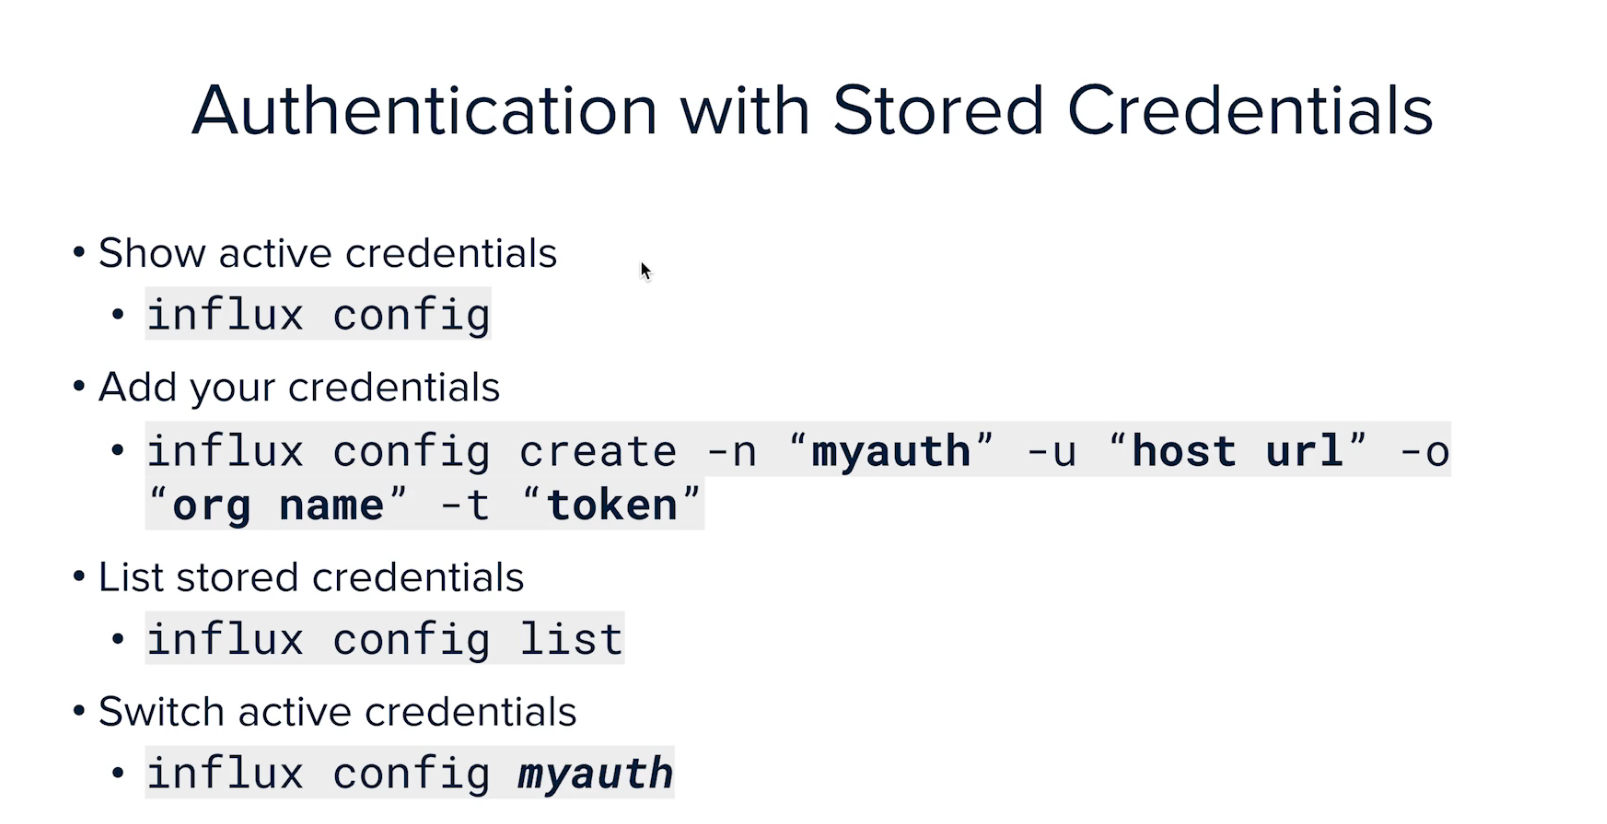 Authentication with Stored Credentials
• Show active credentials
• influx config
• Add your credentials
• influx config create -n “myauth” -u “host url” -o
“org name” -t “token”
• List stored credentials
• influx config list
• Switch active credentials
• influx config myauth